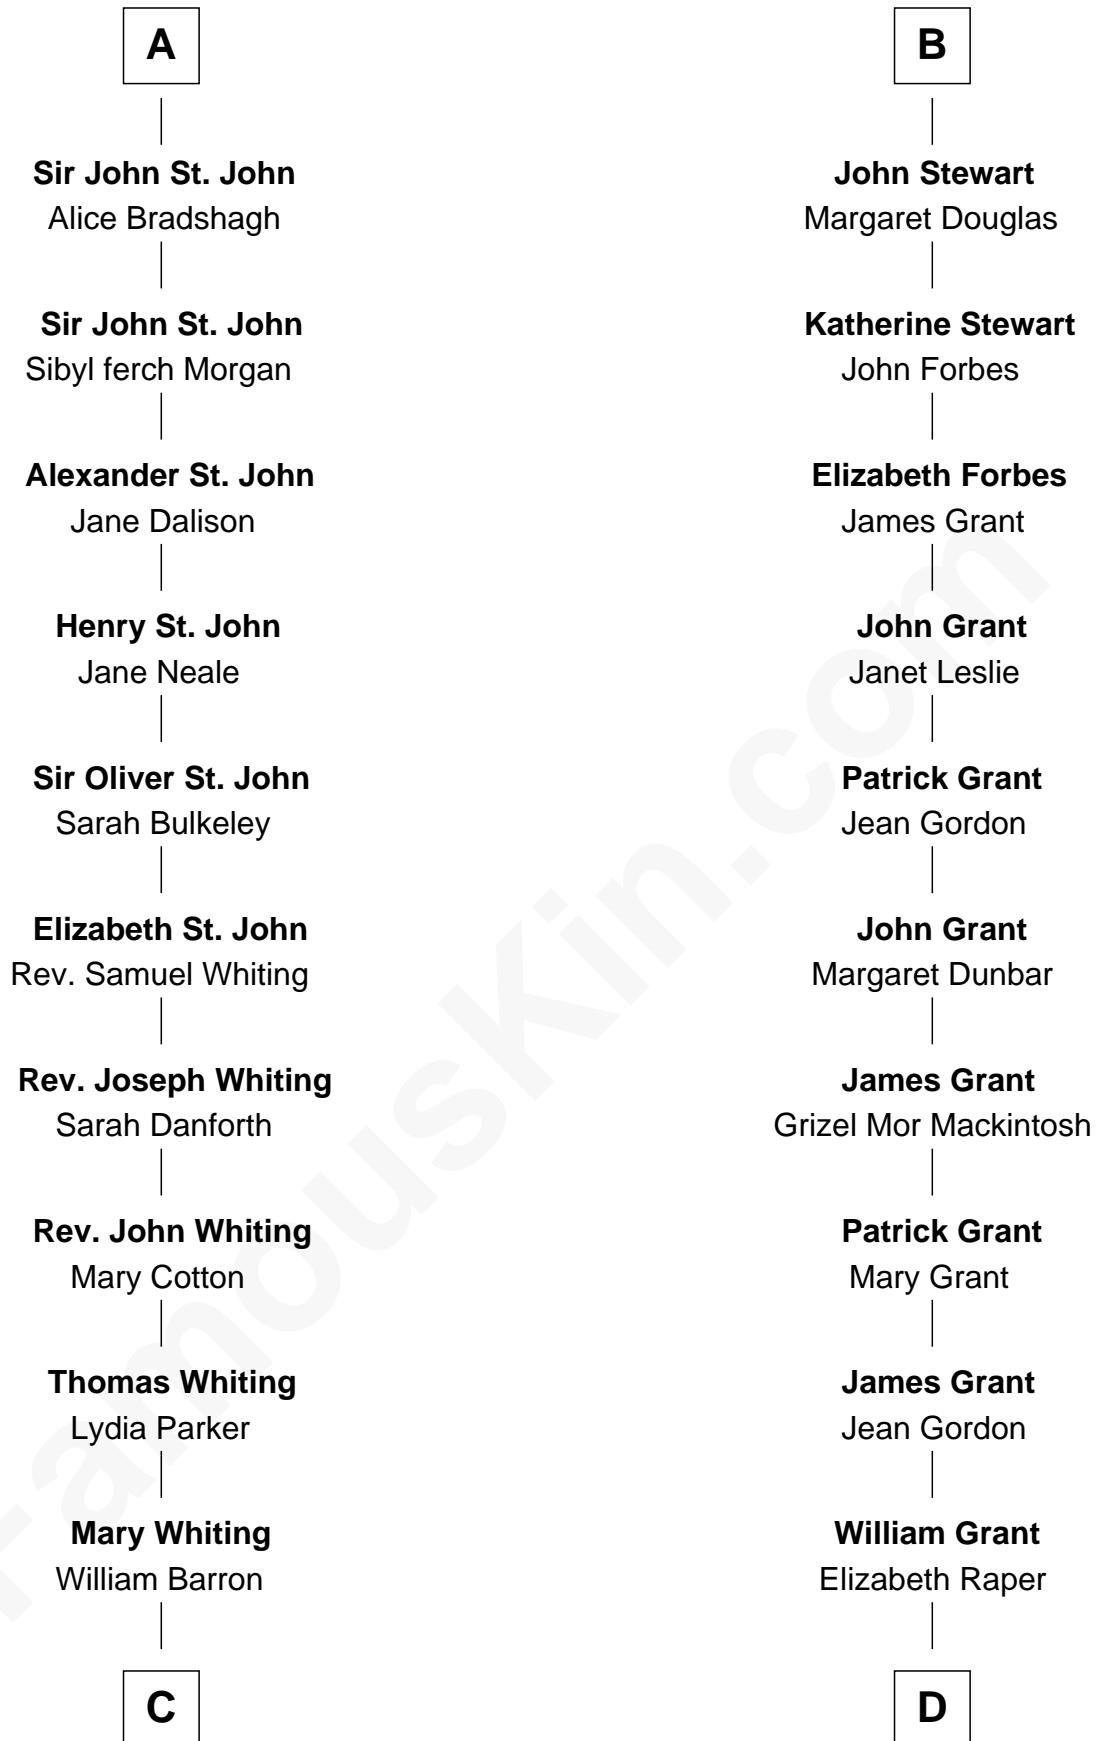 A
Sir John St. John
Alice Bradshagh
Sir John St. John
Sibyl ferch Morgan
Alexander St. John
Jane Dalison
Henry St. John
Jane Neale
Sir Oliver St. John
Sarah Bulkeley
Elizabeth St. John
Rev. Samuel Whiting
Rev. Joseph Whiting
Sarah Danforth
Rev. John Whiting
Mary Cotton
Thomas Whiting
Lydia Parker
Mary Whiting
William Barron
C
B
John Stewart
Margaret Douglas
Katherine Stewart
John Forbes
Elizabeth Forbes
James Grant
John Grant
Janet Leslie
Patrick Grant
Jean Gordon
John Grant
Margaret Dunbar
James Grant
Grizel Mor Mackintosh
Patrick Grant
Mary Grant
James Grant
Jean Gordon
William Grant
Elizabeth Raper
D
FamousKin.com